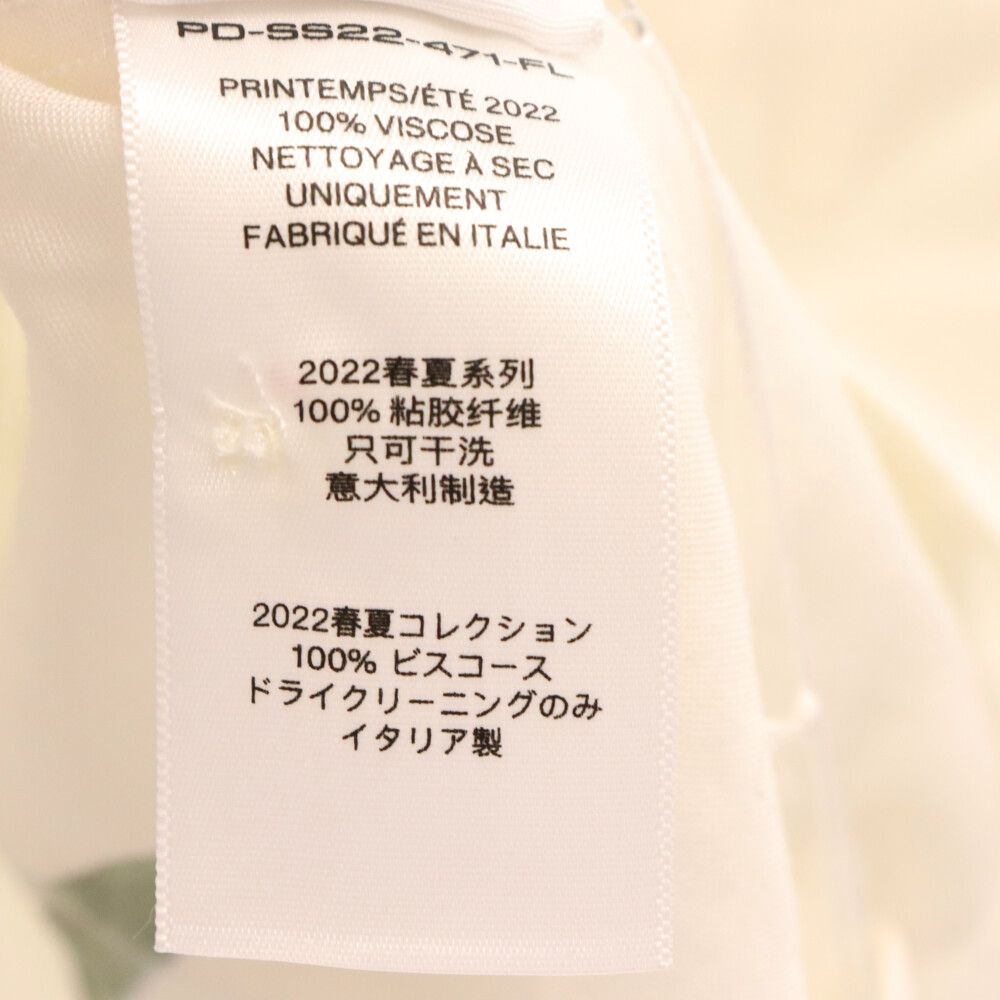 PD-SS22-471-FL
PRINTEMPS/ÉTÉ 2022
100% VISCOSE
NETTOYAGE À SEC
UNIQUEMENT
FABRIQUÉ EN ITALIE
2022春夏系列
100% 粘胶纤维
只可干洗
意大利制造
2022春夏コレクション
100% ビスコース
ドライクリーニングのみ
イタリア製